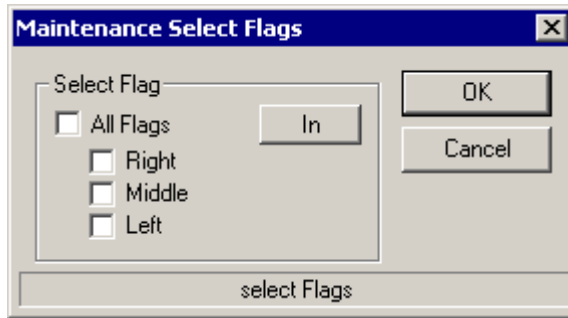 Maintenance Select Flags
Select Flag
All Flags
In
Right
Middle
Left
OK
Cancel
select Flags